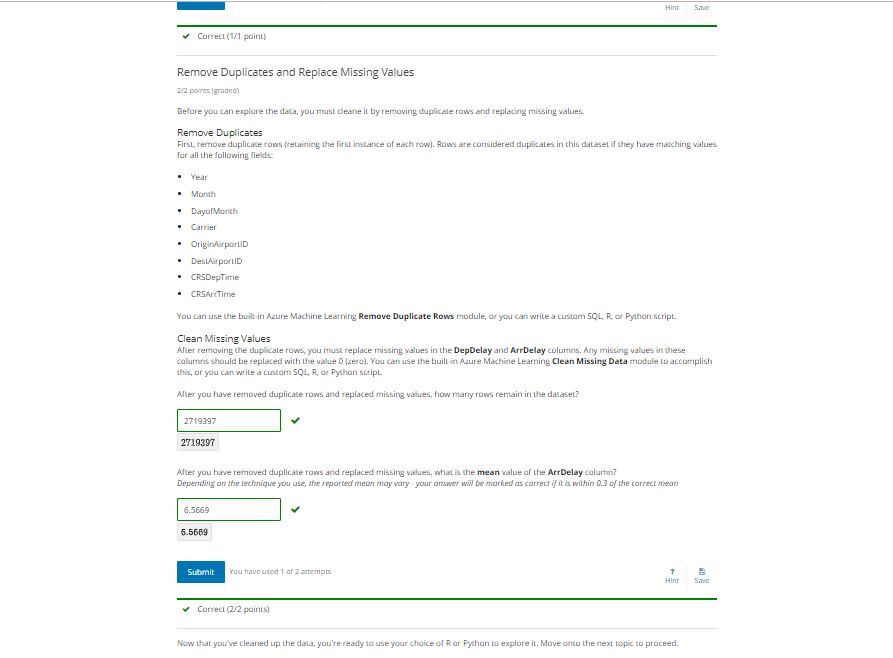 Hint Save
Correct (1/1 point)
Remove Duplicates and Replace Missing Values
2/2 points (graded)
Before you can explore the data, you must cleane it by removing duplicate rows and replacing missing values.
Remove Duplicates
First, remove duplicate rows (retaining the first instance of each row). Rows are considered duplicates in this dataset if they have matching values
for all the following fields:
Year
Month
DayofMonth
Carrier
OriginAirportID
DestAirportID
CRSDepTime
CRSArrTime
You can use the built-in Azure Machine Learning Remove Duplicate Rows module, or you can write a custom SQL, R, or Python script.
Clean Missing Values
After removing the duplicate rows, you must replace missing values in the DepDelay and ArrDelay columns. Any missing values in these
columns should be replaced with the value 0 (zero). You can use the built-in Azure Machine Learning Clean Missing Data module to accomplish
this, or you can write a custom SQL, R, or Python script.
After you have removed duplicate rows and replaced missing values, how many rows remain in the dataset?
2719397
2719397
After you have removed duplicate rows and replaced missing values, what is the mean value of the ArrDelay column?
Depending on the technique you use, the reported mean may vary - your answer will be marked as correct if it is within 0.3 of the correct mean
6.5669
6.5669
Submit You have used 1 of 2 attempts
? Hint Save
Correct (2/2 points)
Now that you've cleaned up the data, you're ready to use your choice of R or Python to explore it. Move onto the next topic to proceed.